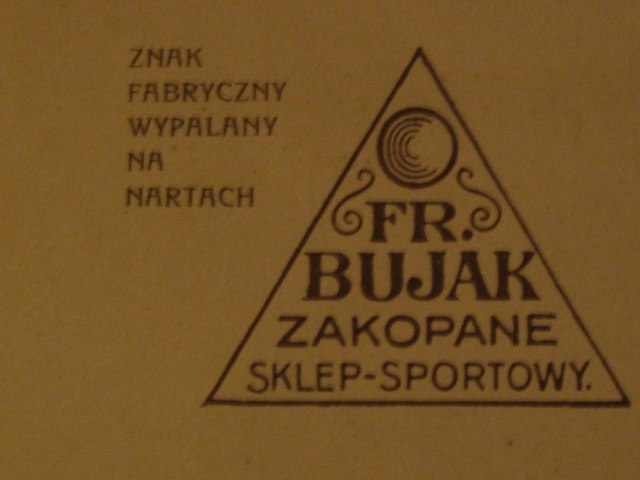 ZNAK
FABRYCZNY
WYPALANY
NA
NARTACH
FR.
BUJAK
ZAKOPANE
SKLEP-SPORTOWY.